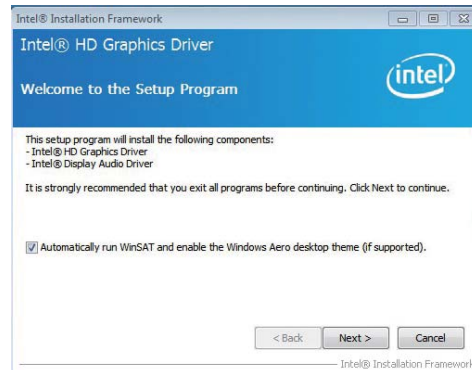 Intel® Installation Framework
Intel® HD Graphics Driver
intel
Welcome to the Setup Program
This setup program will install the following components:
- Intel® HD Graphics Driver
- Intel® Display Audio Driver
It is strongly recommended that you exit all programs before continuing. Click Next to continue.
Automatically run WinSAT and enable the Windows Aero desktop theme (if supported).
< Back Next > Cancel
Intel® Installation Framework